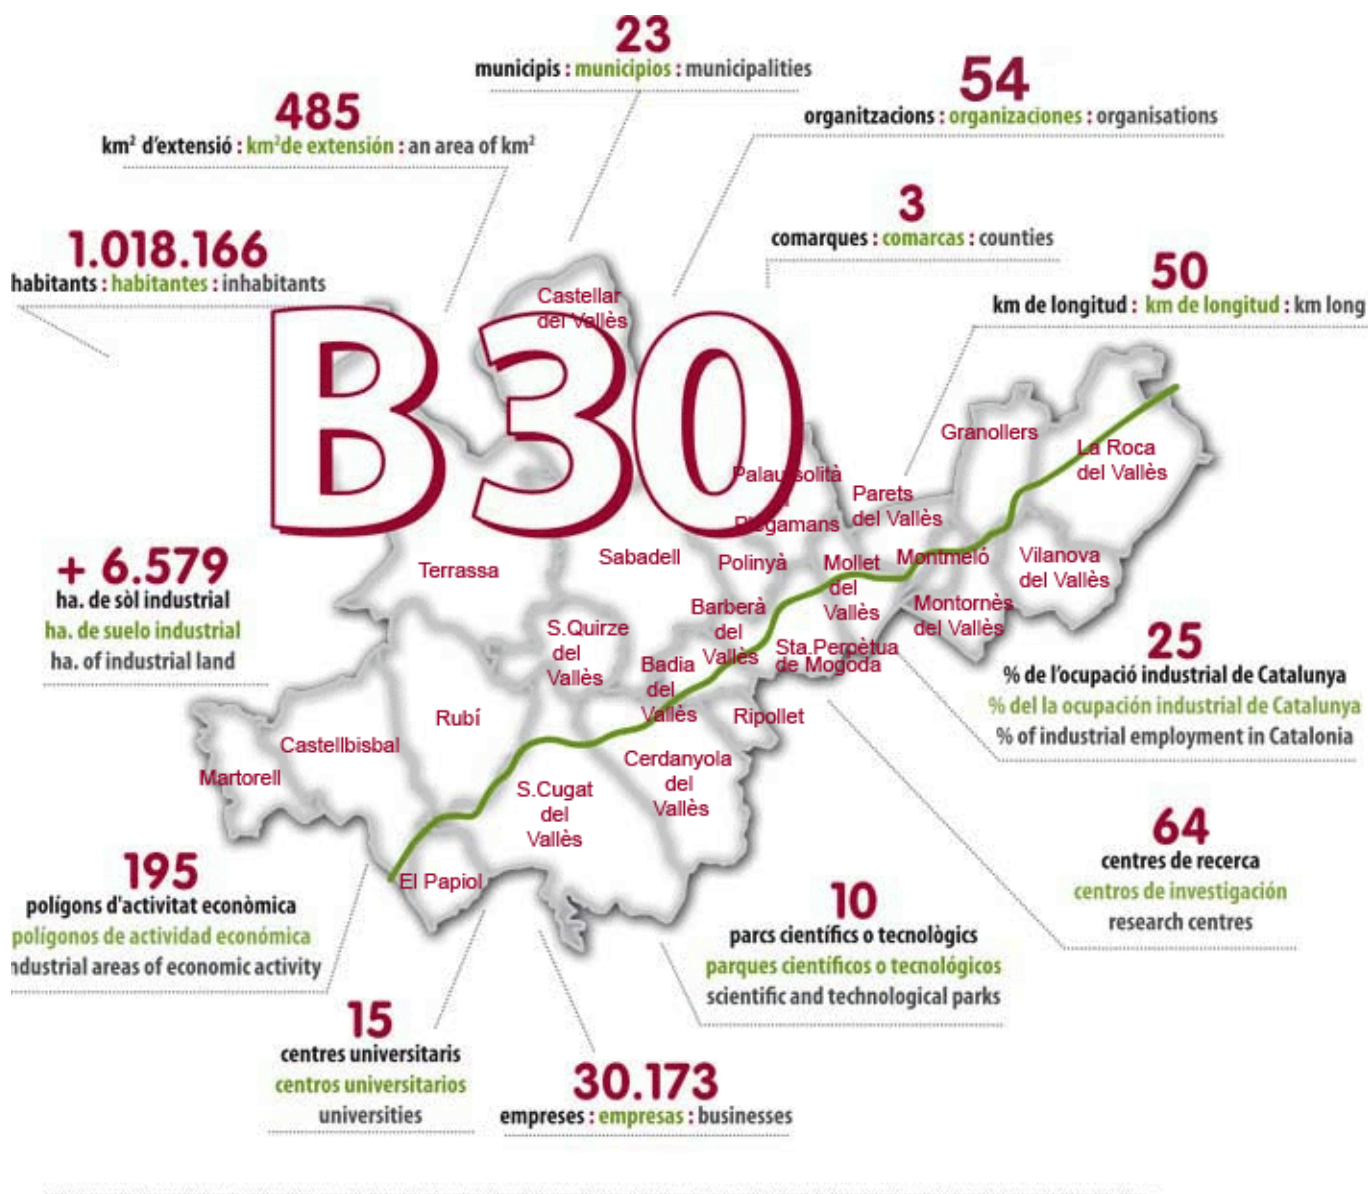 23
municipis : municipios : municipalities
54
organitzacions : organizaciones : organisations
485
km² d'extensió : km²de extensión : an area of km²
3
comarques : comarcas : counties
1.018.166
habitants : habitantes : inhabitants
50
km de longitud : km de longitud : km long
B30
Castellar
del Vallès
Granollers
La Roca
del Vallès
Palau-solità
i
Plegamans
Parets
del Vallès
Terrassa
Sabadell
Polinyà
Mollet
del
Vallès
Montmeló
Vilanova
del Vallès
Montornès
del Vallès
Barberà
del
Vallès
S.Quirze
del
Vallès
Sta.Perpètua
de Mogoda
Badia
del
Vallès
Ripollet
Rubí
Castellbisbal
Martorell
Cerdanyola
del
Vallès
S.Cugat
del
Vallès
El Papiol
+ 6.579
ha. de sòl industrial
ha. de suelo industrial
ha. of industrial land
25
% de l'ocupació industrial de Catalunya
% del la ocupación industrial de Catalunya
% of industrial employment in Catalonia
64
centres de recerca
centros de investigación
research centres
195
polígons d'activitat econòmica
polígonos de actividad económica
ndustrial areas of economic activity
10
parcs científics o tecnològics
parques científicos o tecnológicos
scientific and technological parks
15
centres universitaris
centros universitarios
universities
30.173
empreses : empresas : businesses